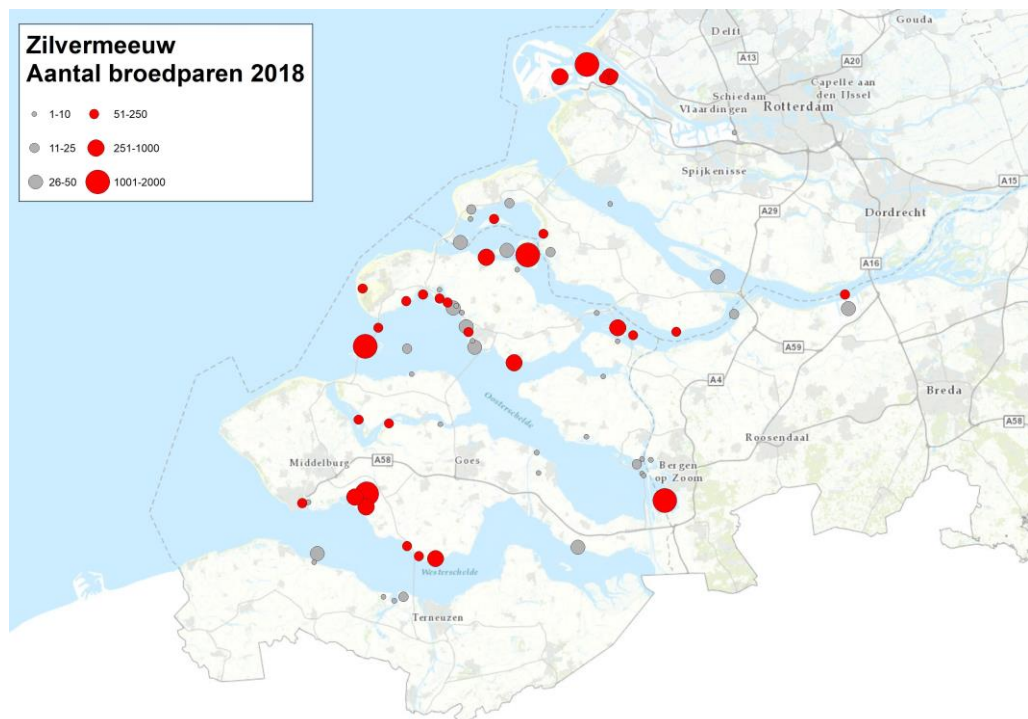 Zilvermeeuw
Aantal broedparen 2018
1-10
51-250
11-25
251-1000
26-50
1001-2000
Gouda
Delft
A13
A20
Capelle aan
den IJssel
Schiedam
Vlaardingen
Rotterdam
Spijkenisse
A15
A29
Dordrecht
A16
A59
A4
Breda
Oosterschelde
A58
Roosendaal
Middelburg
A58
Goes
Bergen
op Zoom
Westerschelde
Terneuzen